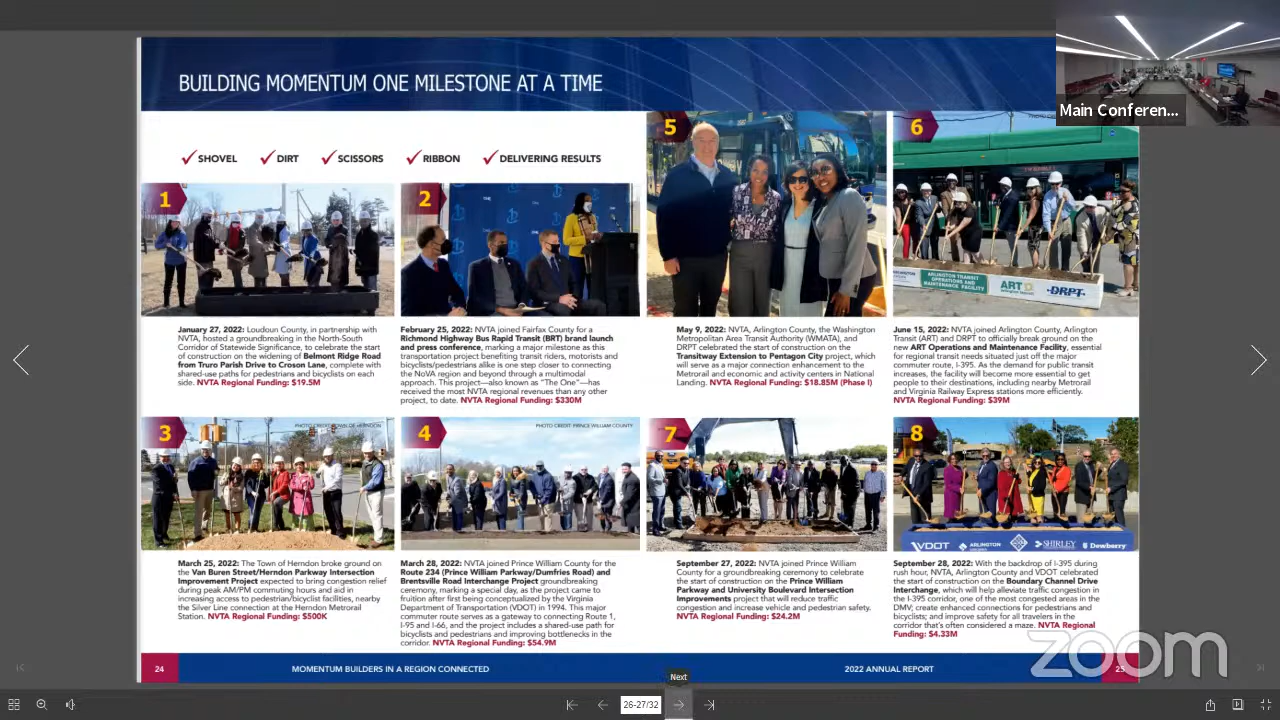 BUILDING MOMENTUM ONE MILESTONE AT A TIME
Main Conferen...
SHOVEL
DIRT
SCISSORS
RIBBON
DELIVERING RESULTS
1
January 27, 2022: Loudoun County, in partnership with
NVTA, hosted a groundbreaking in the North-South
Corridor of Statewide Significance, to celebrate the start
of construction on the widening of Belmont Ridge Road
from Truro Parish Drive to Croson Lane, complete with
shared-use paths for pedestrians and bicyclists on each
side. NVTA Regional Funding: $19.5M
2
February 25, 2022: NVTA joined Fairfax County for a
Richmond Highway Bus Rapid Transit (BRT) brand launch
and press conference, marking a major milestone as this
transportation project benefiting transit riders, motorists and
bicyclists/pedestrians alike is one step closer to connecting
the NoVA region and beyond through a multimodal
approach. This project—also known as "The One"—has
received the most NVTA regional revenues than any other
project, to date. NVTA Regional Funding: $330M
3
PHOTO CREDIT: TOWN OF HERNDON
March 25, 2022: The Town of Herndon broke ground on
the Van Buren Street/Herndon Parkway Intersection
Improvement Project expected to bring congestion relief
during peak AM/PM commuting hours and aid in
increasing access to pedestrian/bicyclist facilities, nearby
the Silver Line connection at the Herndon Metrorail
Station. NVTA Regional Funding: $500K
4
PHOTO CREDIT: PRINCE WILLIAM COUNTY
March 28, 2022: NVTA joined Prince William County for the
Route 234 (Prince William Parkway/Dumfries Road) and
Brentsville Road Interchange Project groundbreaking
ceremony, marking a special day, as the project came to
fruition after first being conceptualized by the Virginia
Department of Transportation (VDOT) in 1994. This major
commuter route serves as a gateway to connecting Route 1,
I-95 and I-66, and the project includes a shared-use path for
bicyclists and pedestrians and improving bottlenecks in the
corridor. NVTA Regional Funding: $54.9M
5
May 9, 2022: NVTA, Arlington County, the Washington
Metropolitan Area Transit Authority (WMATA), and
DRPT celebrated the start of construction on the
Transitway Extension to Pentagon City project, which
will serve as a major connection enhancement to the
Metrorail and economic and activity centers in National
Landing. NVTA Regional Funding: $18.85M (Phase I)
6
ARLINGTON TRANSIT
OPERATIONS AND
MAINTENANCE FACILITY
ART
DRPT
June 15, 2022: NVTA joined Arlington County, Arlington
Transit (ART) and DRPT to officially break ground on the
new ART Operations and Maintenance Facility, essential
for regional transit needs situated just off the major
commuter route, I-395. As the demand for public transit
increases, the facility will become more essential to get
people to their destinations, including nearby Metrorail
and Virginia Railway Express stations more efficiently.
NVTA Regional Funding: $39M
7
September 27, 2022: NVTA joined Prince William
County for a groundbreaking ceremony to celebrate
the start of construction on the Prince William
Parkway and University Boulevard Intersection
Improvements project that will reduce traffic
congestion and increase vehicle and pedestrian safety.
NVTA Regional Funding: $24.2M
8
VDOT
ARLINGTON
SHIRLEY
Dewberry
September 28, 2022: With the backdrop of I-395 during
rush hour, NVTA, Arlington County and VDOT celebrated
the start of construction on the Boundary Channel Drive
Interchange, which will help alleviate traffic congestion in
the I-395 corridor, one of the most congested areas in the
DMV; create enhanced connections for pedestrians and
bicyclists; and improve safety for all travelers in the
corridor that's often considered a maze. NVTA Regional
Funding: $4.33M
24
MOMENTUM BUILDERS IN A REGION CONNECTED
2022 ANNUAL REPORT
25
zoom
Next
26-27/32